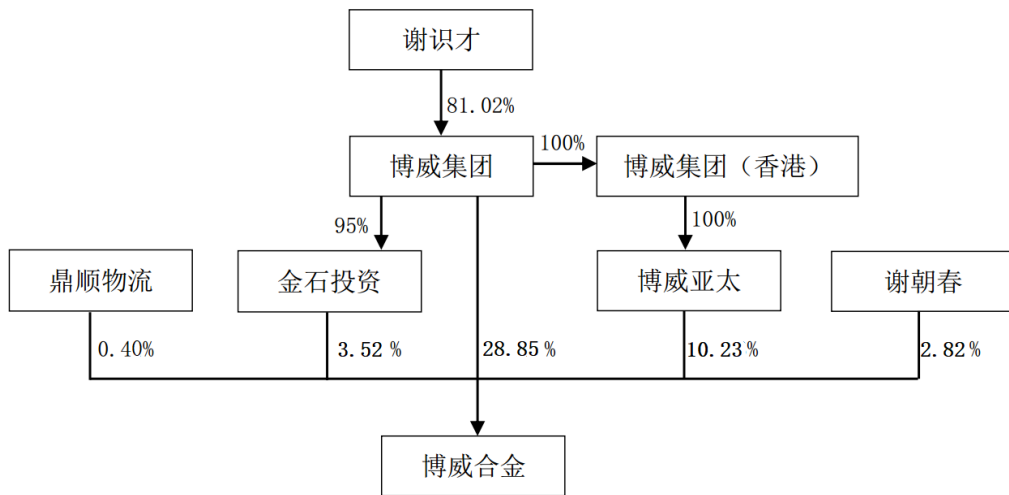 谢识才
81.02%
博威集团
100%
博威集团（香港）
95%
100%
鼎顺物流
金石投资
博威亚太
谢朝春
0.40%
3.52 %
28.85 %
10.23%
2.82 %
博威合金